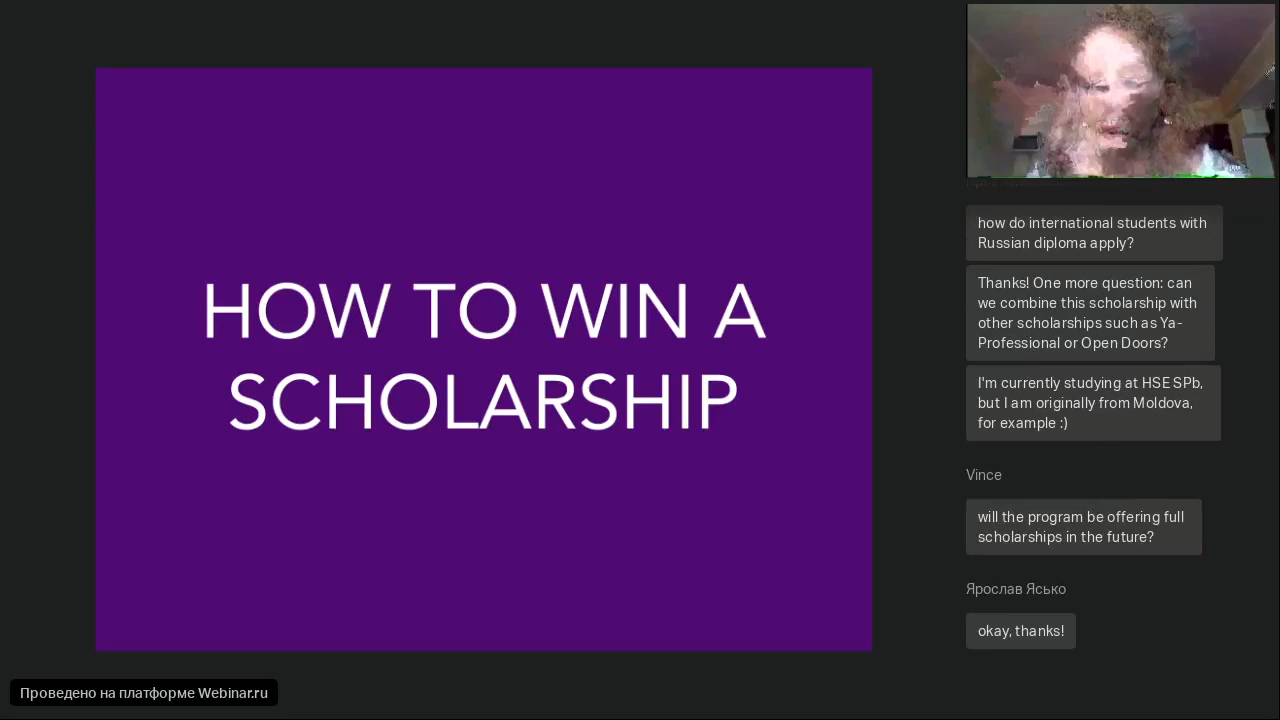 HOW TO WIN A
SCHOLARSHIP
how do international students with
Russian diploma apply?
Thanks! One more question: can
we combine this scholarship with
other scholarships such as Ya-
Professional or Open Doors?
I'm currently studying at HSE SPb,
but I am originally from Moldova,
for example :)
Vince
will the program be offering full
scholarships in the future?
Ярослав Ясько
okay, thanks!
Проведено на платформе Webinar.ru